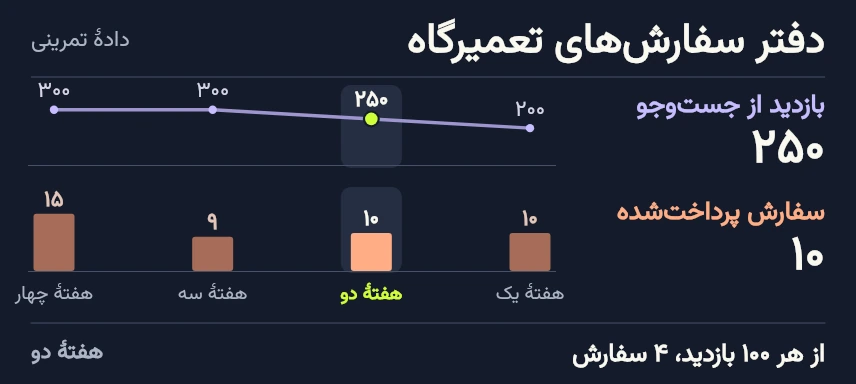 دفتر سفارش‌های تعمیرگاه
دادهٔ تمرینی
بازدید از جست‌وجو
۲۵۰
۲۰۰
۲۵۰
۳۰۰
۳۰۰
سفارش پرداخت‌شده
۱۰
۱۰
۱۰
۹
۱۵
هفتهٔ یک
هفتهٔ دو
هفتهٔ سه
هفتهٔ چهار
از هر ۱۰۰ بازدید، ۴ سفارش
هفتهٔ دو